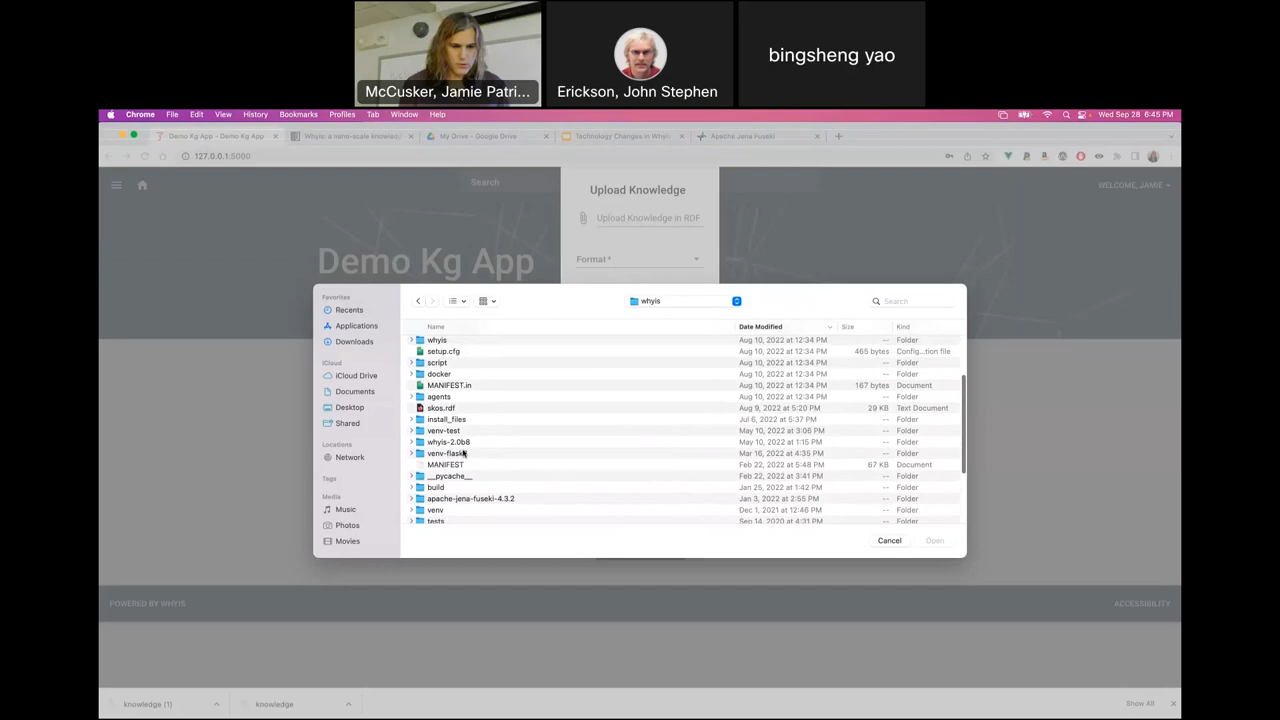 McCusker, Jamie Patri...
Erickson, John Stephen
bingsheng yao
Chrome File Edit View History Bookmarks Profiles Tab Window Help
Wed Sep 28 6:45 PM
Demo Kg App - Demo Kg App
Whyis: a nano-scale knowledg
My Drive - Google Drive
Technology Changes in Whyis
Apache Jena Fuseki
127.0.0.1:5000
Search
WELCOME, JAMIE
Upload Knowledge
Upload Knowledge in RDF
Format*
Demo Kg App
Favorites
Recents
Applications
Downloads
iCloud
iCloud Drive
Documents
Desktop
Shared
Locations
Network
Tags
Media
Music
Photos
Movies
whyis
Search
Name Date Modified Size Kind
whyis Aug 10, 2022 at 12:34 PM -- Folder
setup.cfg Aug 10, 2022 at 12:34 PM 465 bytes Config...tion file
script Aug 10, 2022 at 12:34 PM -- Folder
docker Aug 10, 2022 at 12:34 PM -- Folder
MANIFEST.in Aug 10, 2022 at 12:34 PM 167 bytes Document
agents Aug 10, 2022 at 12:34 PM -- Folder
skos.rdf Aug 9, 2022 at 5:20 PM 29 KB Text Document
install_files Jul 6, 2022 at 5:37 PM -- Folder
venv-test May 10, 2022 at 3:06 PM -- Folder
whyis-2.0b8 May 10, 2022 at 1:15 PM -- Folder
venv-flask Mar 16, 2022 at 4:35 PM -- Folder
MANIFEST Feb 22, 2022 at 5:48 PM 67 KB Document
__pycache__ Feb 22, 2022 at 3:41 PM -- Folder
build Jan 25, 2022 at 1:42 PM -- Folder
apache-jena-fuseki-4.3.2 Jan 3, 2022 at 2:55 PM -- Folder
venv Dec 1, 2021 at 12:46 PM -- Folder
tests Sep 14, 2020 at 4:31 PM -- Folder
Cancel Open
POWERED BY WHYIS
ACCESSIBILITY
knowledge (1)
knowledge
Show All